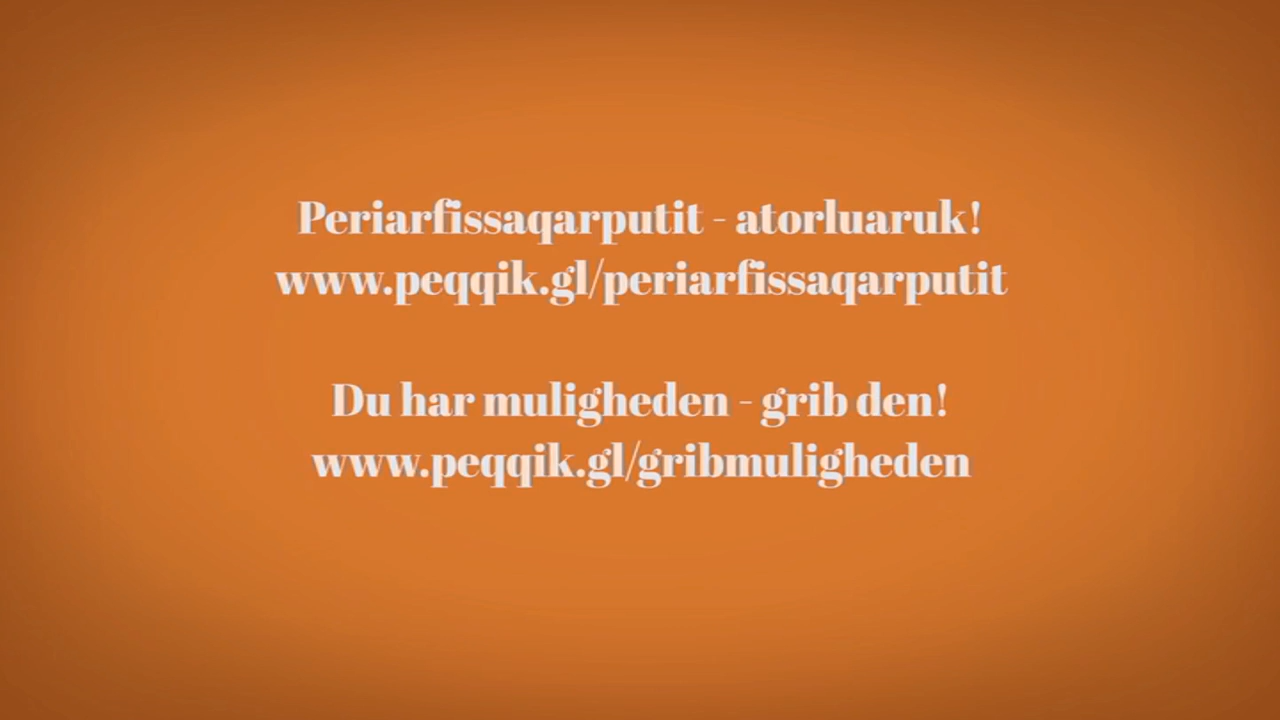 Periarfissaqarputit - atorluaruk!
www.peqqik.gl/periarfissaqarputit
Du har muligheden - grib den!
www.peqqik.gl/gribmuligheden